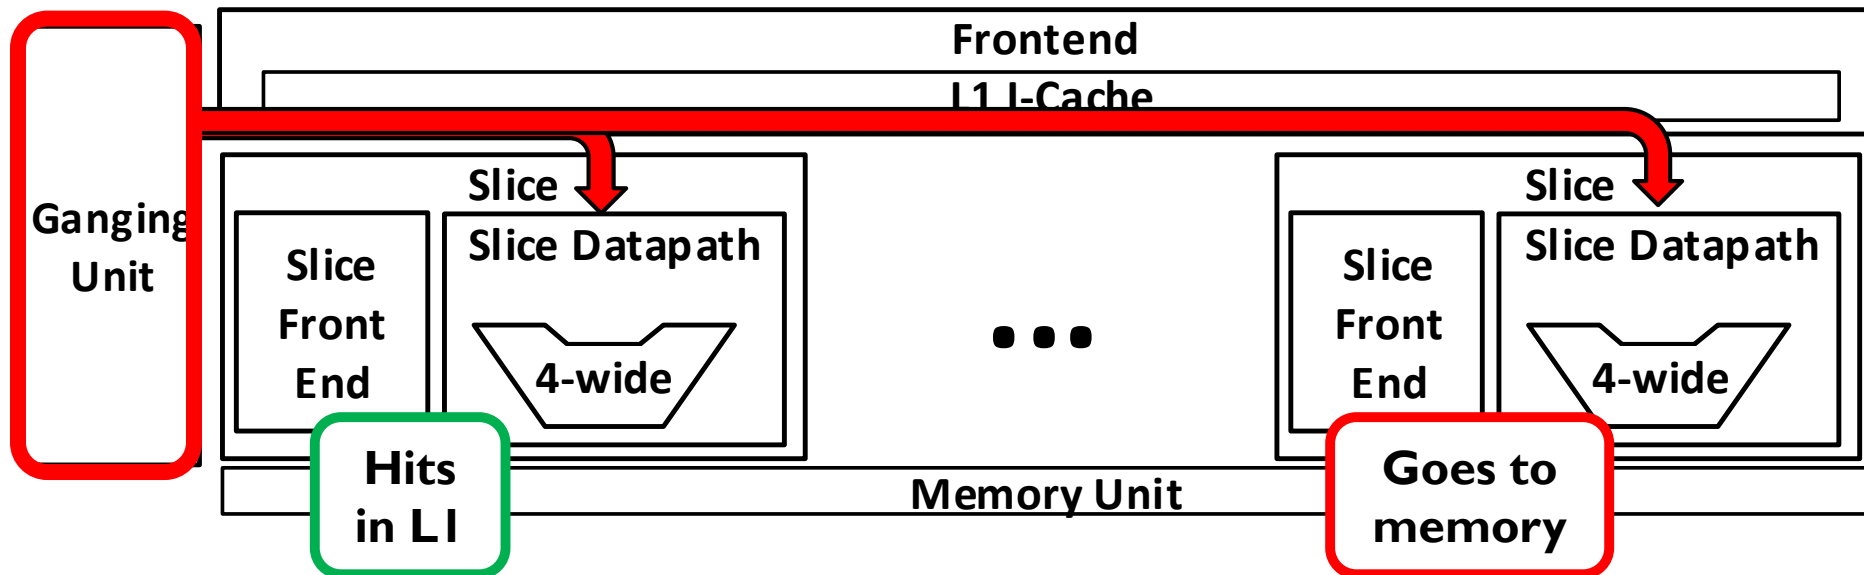 Frontend
L1 I-Cache
Ganging
Unit
Slice
Slice
Front
End
Slice Datapath
4-wide
...
Slice
Slice
Front
End
Slice Datapath
4-wide
Hits
in L1
Memory Unit
Goes to
memory